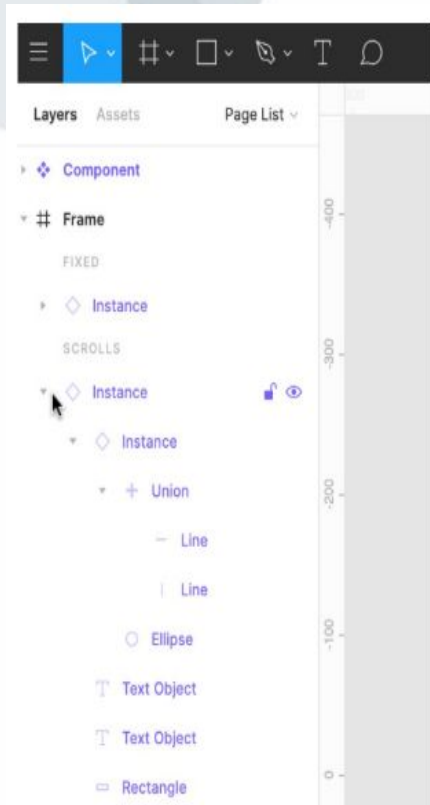 Layers Assets Page List
Component
Frame
FIXED
Instance
SCROLLS
Instance
Instance
Union
Line
Line
Ellipse
Text Object
Text Object
Rectangle
-400
-300
-200
-100
0